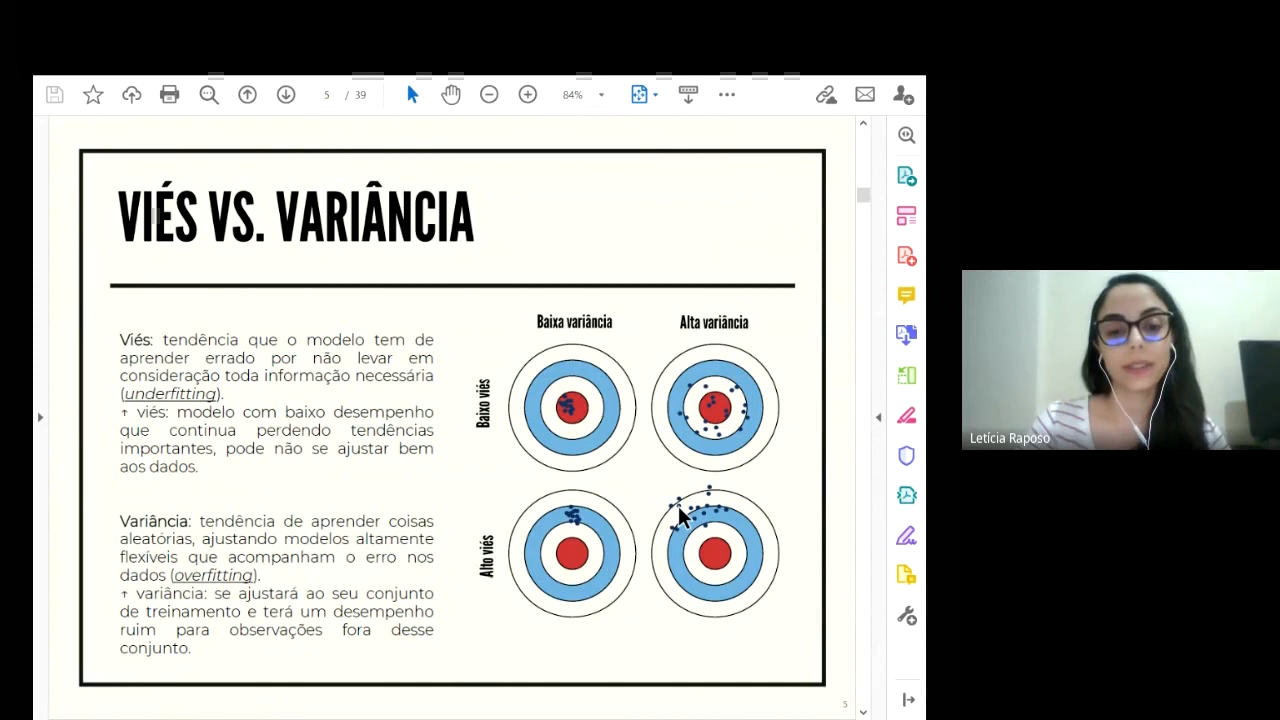 5 / 39
84%
VIÉS VS. VARIÂNCIA
Viés: tendência que o modelo tem de
aprender errado por não levar em
consideração toda informação necessária
(underfitting).
↑ viés: modelo com baixo desempenho
que continua perdendo tendências
importantes, pode não se ajustar bem
aos dados.
Variância: tendência de aprender coisas
aleatórias, ajustando modelos altamente
flexíveis que acompanham o erro nos
dados (overfitting).
↑ variância: se ajustará ao seu conjunto
de treinamento e terá um desempenho
ruim para observações fora desse
conjunto.
Baixa variância
Alta variância
Baixo viés
Alto viés
5
Letícia Raposo